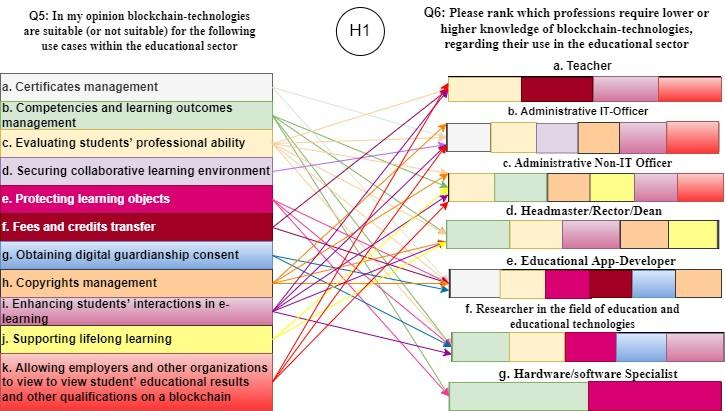 Q5: In my opinion blockchain-technologies
are suitable (or not suitable) for the following
use cases within the educational sector
H1
Q6: Please rank which professions require lower or
higher knowledge of blockchain-technologies,
regarding their use in the educational sector
a. Certificates management
b. Competencies and learning outcomes
management
c. Evaluating students' professional ability
d. Securing collaborative learning environment
e. Protecting learning objects
f. Fees and credits transfer
g. Obtaining digital guardianship consent
h. Copyrights management
i. Enhancing students' interactions in e-
learning
j. Supporting lifelong learning
k. Allowing employers and other organizations
to view to view student' educational results
and other qualifications on a blockchain
a. Teacher
b. Administrative IT-Officer
c. Administrative Non-IT Officer
d. Headmaster/Rector/Dean
e. Educational App-Developer
f. Researcher in the field of education and
educational technologies
g. Hardware/software Specialist